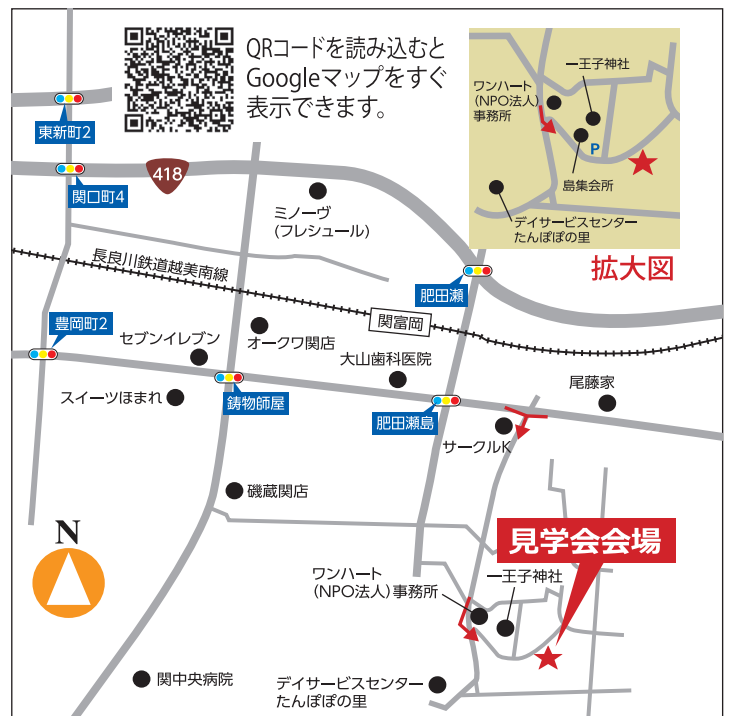 QRコードを読み込むと
Googleマップをすぐ
表示できます。
一王子神社
ワンハート
(NPO法人)
事務所
P
島集会所
デイサービスセンター
たんぽぽの里
拡大図
東新町2
関口町4
418
ミノーヴ
(フレシュール)
長良川鉄道越美南線
肥田瀬
関富岡
豊岡町2
セブンイレブン
オークワ関店
大山歯科医院
スイーツほまれ
鋳物師屋
肥田瀬島
尾藤家
サークルK
磯蔵関店
N
見学会会場
ワンハート
(NPO法人)事務所
一王子神社
関中央病院
デイサービスセンター
たんぽぽの里